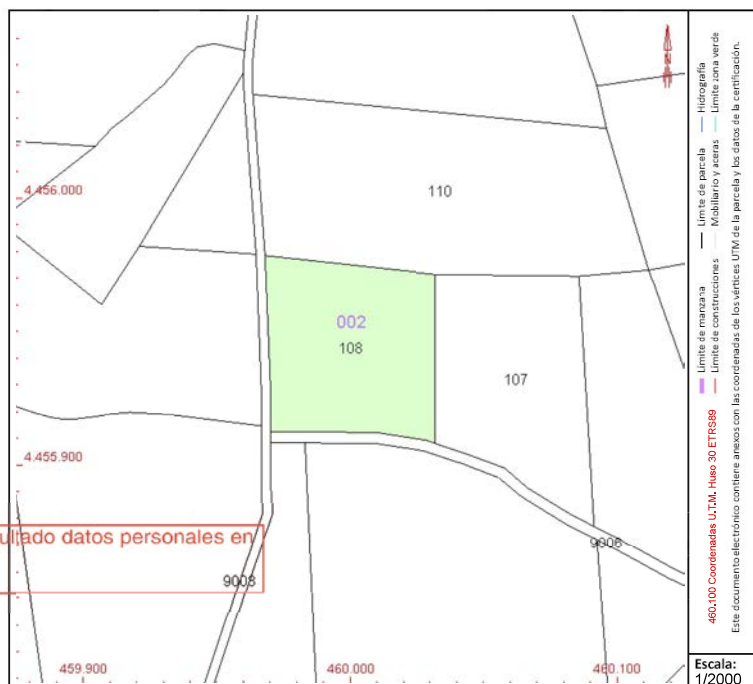 4.456.000
110
002
108
107
4.455.900
ultado datos personales en
9008
9008
459.900
460.000
460.100
Límite de manzana
Límite de parcela
Hidrografía
Límite de construcciones
Mobiliario y aceras
Límite zona verde
460.100 Coordenadas U.T.M. Huso 30 ETRS89
Este documento electrónico contiene anexos con las coordenadas de los vértices UTM de la parcela y los datos de la certificación.
Escala:
1/2000